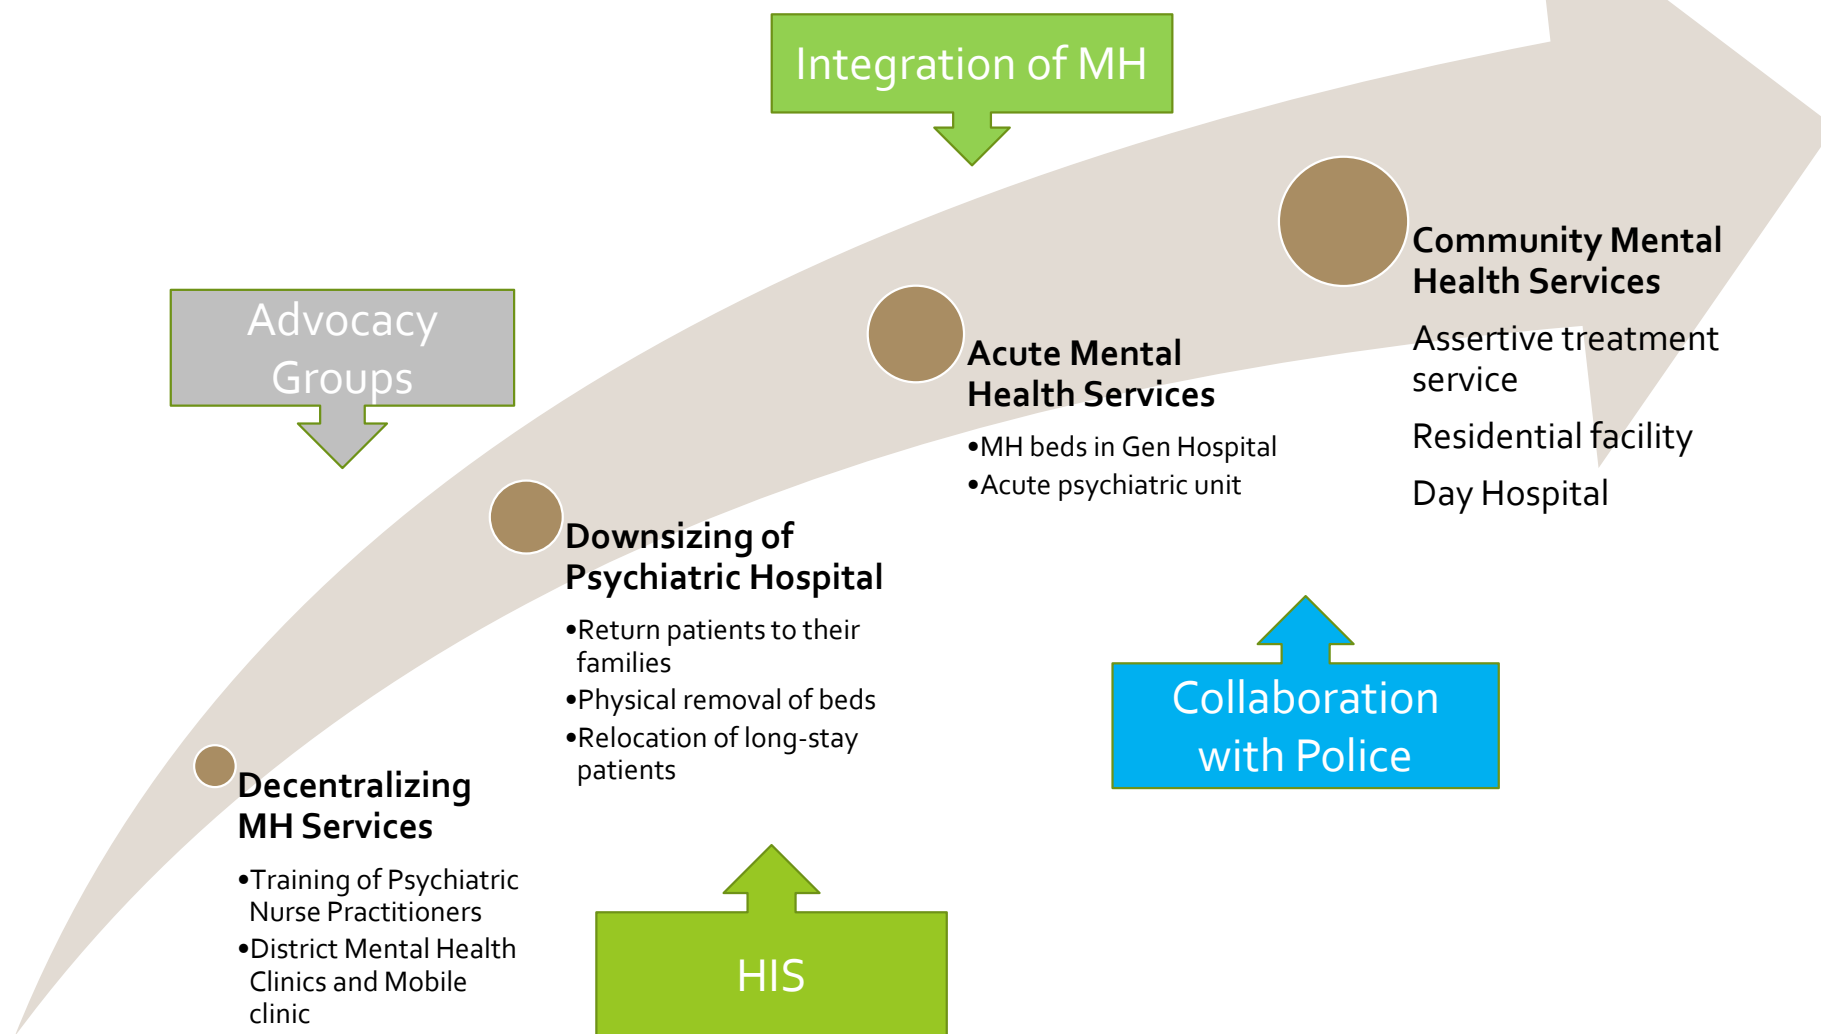 Integration of MH
Advocacy
Groups
Community Mental
Health Services
Assertive treatment
service
Residential facility
Day Hospital
Acute Mental
Health Services
•MH beds in Gen Hospital
•Acute psychiatric unit
Downsizing of
Psychiatric Hospital
•Return patients to their
families
•Physical removal of beds
•Relocation of long-stay
patients
Collaboration
with Police
Decentralizing
MH Services
•Training of Psychiatric
Nurse Practitioners
•District Mental Health
Clinics and Mobile
clinic
HIS